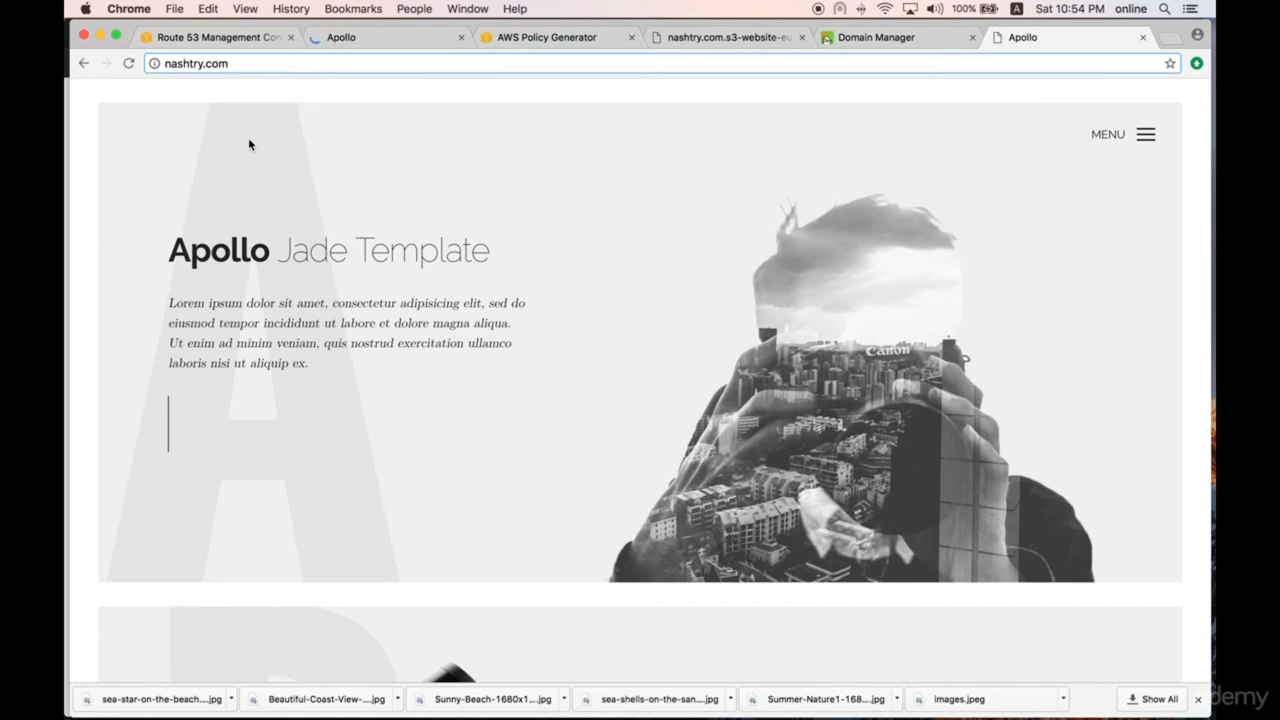 Chrome File Edit View History Bookmarks People Window Help 100% A Sat 10:54 PM online
Route 53 Management Con Apollo AWS Policy Generator nashtry.com.s3-website-eu Domain Manager Apollo
nashtry.com
MENU
Apollo Jade Template
Lorem ipsum dolor sit amet, consectetur adipisicing elit, sed do
eiusmod tempor incididunt ut labore et dolore magna aliqua.
Ut enim ad minim veniam, quis nostrud exercitation ullamco
laboris nisi ut aliquip ex.
Canon
sea-star-on-the-beach....jpg Beautiful-Coast-View-....jpg Sunny-Beach-1680x1....jpg sea-shells-on-the-san....jpg Summer-Nature1-168....jpg images.jpeg Show All
demy